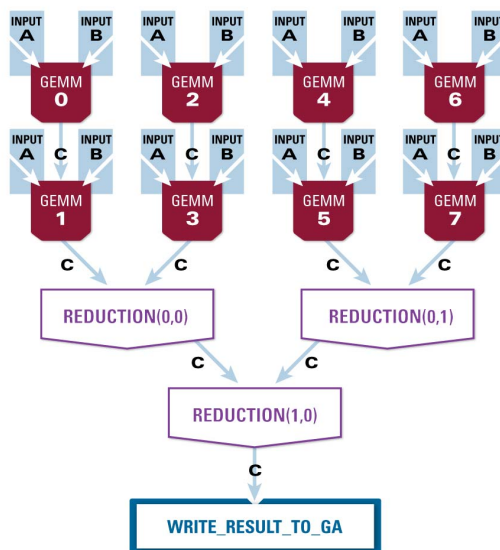 INPUT A INPUT B INPUT A INPUT B INPUT A INPUT B INPUT A INPUT B
GEMM 0 GEMM 2 GEMM 4 GEMM 6
C C C C
INPUT A INPUT B INPUT A INPUT B INPUT A INPUT B INPUT A INPUT B
GEMM 1 GEMM 3 GEMM 5 GEMM 7
C C C C
REDUCTION(0,0) REDUCTION(0,1)
C C
REDUCTION(1,0)
C
WRITE_RESULT_TO_GA